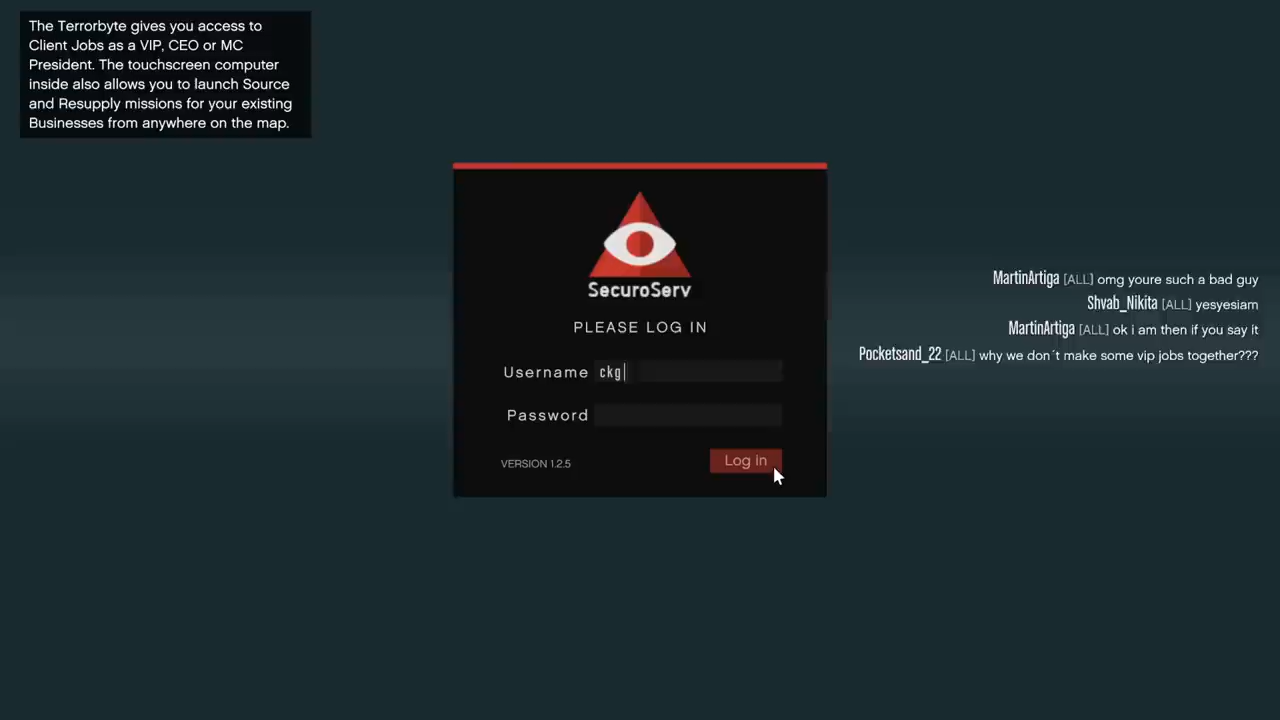 The Terrorbyte gives you access to
Client Jobs as a VIP, CEO or MC
President. The touchscreen computer
inside also allows you to launch Source
and Resupply missions for your existing
Businesses from anywhere on the map.
SecuroServ
PLEASE LOG IN
Username ckg
Password
VERSION 1.2.5
Log in
MartinArtiga [ALL] omg youre such a bad guy
Shvab_Nikita [ALL] yesyesiam
MartinArtiga [ALL] ok i am then if you say it
Pocketsand_22 [ALL] why we don´t make some vip jobs together???